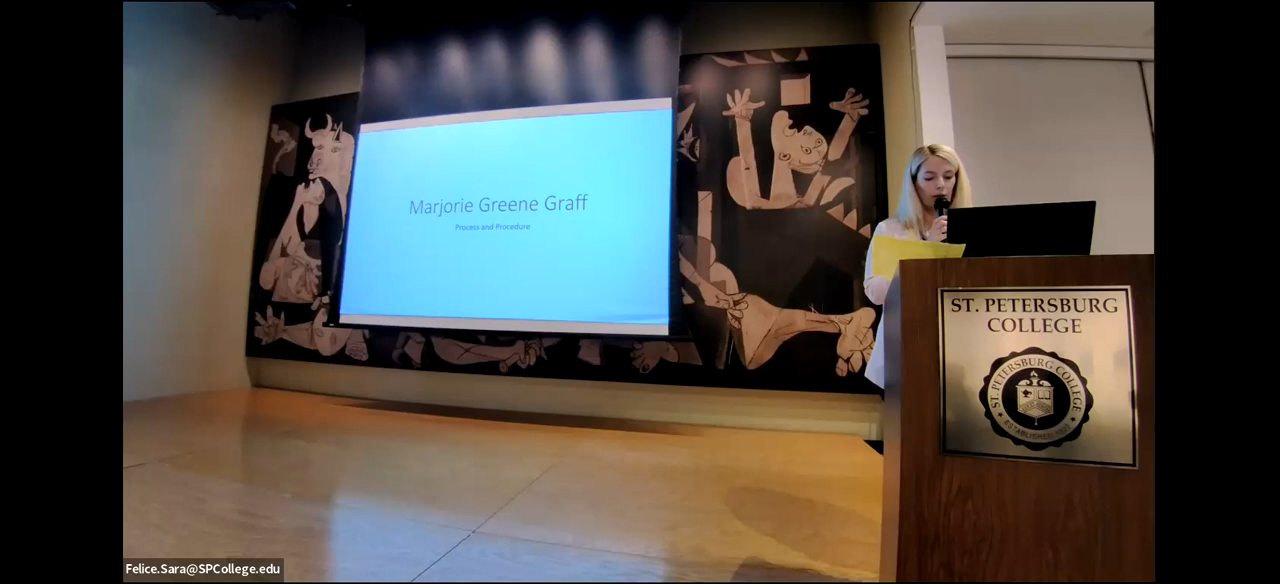 Marjorie Greene Graff
Process and Procedure
ST. PETERSBURG
COLLEGE
ST. PETERSBURG COLLEGE
Felice.Sara@SPCollege.edu